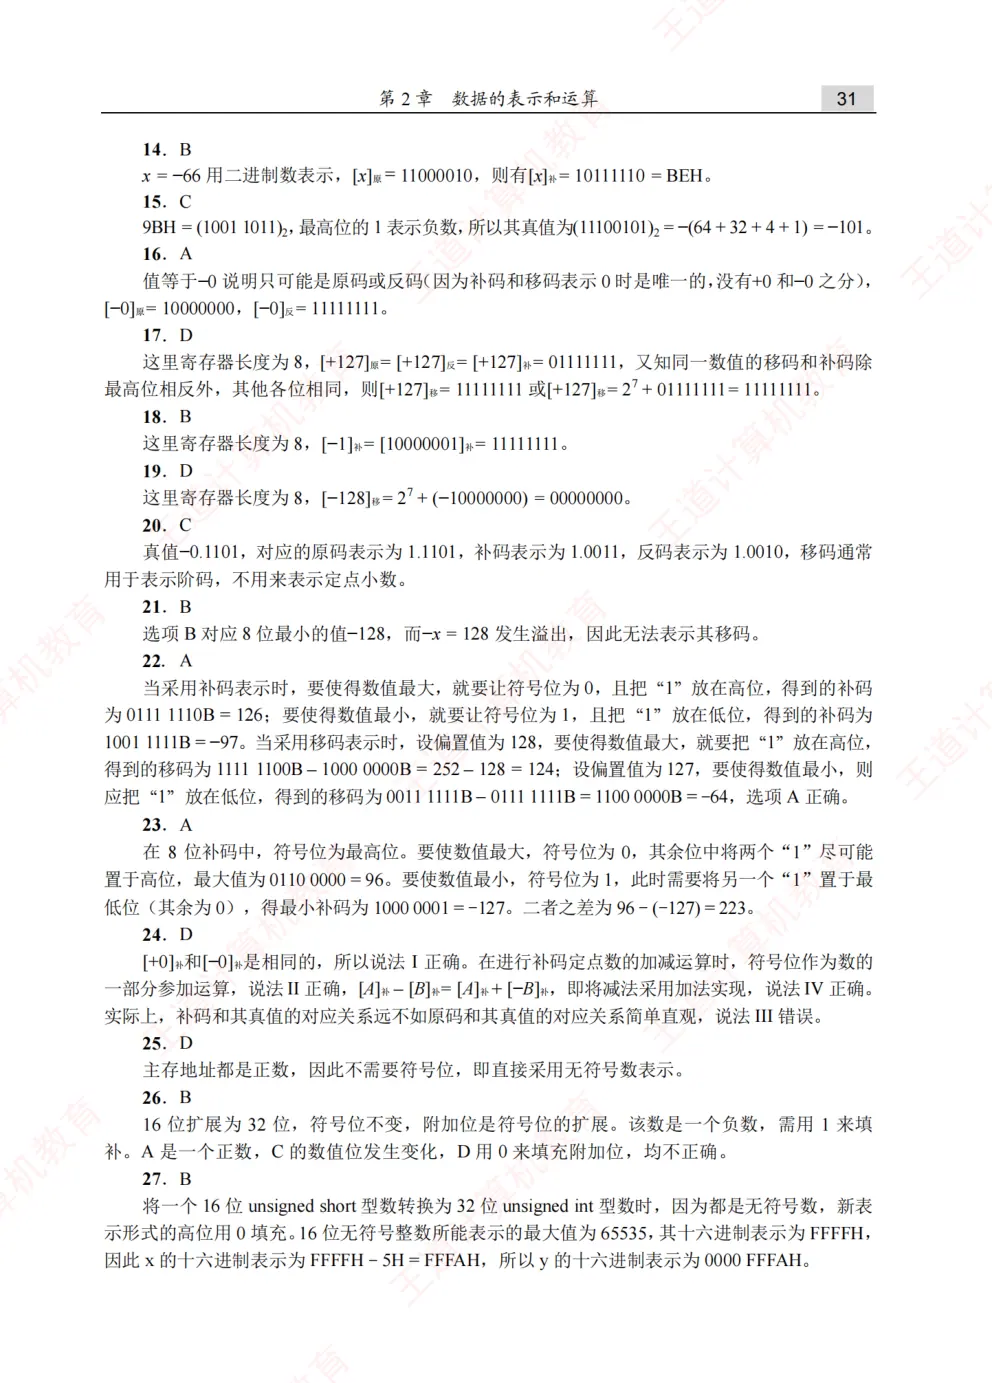 第 2 章 数据的表示和运算 31
14．B
x = −66 用二进制数表示，[x]原 = 11000010，则有[x]补 = 10111110 = BEH。
15．C
9BH = (1001 1011)2，最高位的 1 表示负数，所以其真值为(11100101)2 = −(64 + 32 + 4 + 1) = −101。
16．A
值等于−0 说明只可能是原码或反码（因为补码和移码表示 0 时是唯一的，没有+0 和−0 之分），
[−0]原 = 10000000，[−0]反 = 11111111。
17．D
这里寄存器长度为 8，[+127]原 = [+127]反 = [+127]补 = 01111111，又知同一数值的移码和补码除
最高位相反外，其他各位相同，则[+127]移 = 11111111 或[+127]移 = 2^7 + 01111111 = 11111111。
18．B
这里寄存器长度为 8，[−1]补 = [10000001]补 = 11111111。
19．D
这里寄存器长度为 8，[−128]移 = 2^7 + (−10000000) = 00000000。
20．C
真值−0.1101，对应的原码表示为 1.1101，补码表示为 1.0011，反码表示为 1.0010，移码通常
用于表示阶码，不用来表示定点小数。
21．B
选项 B 对应 8 位最小的值−128，而−x = 128 发生溢出，因此无法表示其移码。
22．A
当采用补码表示时，要使得数值最大，就要让符号位为 0，且把“1”放在高位，得到的补码
为 0111 1110B = 126；要使得数值最小，就要让符号位为 1，且把“1”放在低位，得到的补码为
1001 1111B = −97。当采用移码表示时，设偏置值为 128，要使得数值最大，就要把“1”放在高位，
得到的移码为 1111 1100B – 1000 0000B = 252 – 128 = 124；设偏置值为 127，要使得数值最小，则
应把“1”放在低位，得到的移码为 0011 1111B – 0111 1111B = 1100 0000B = −64，选项 A 正确。
23．A
在 8 位补码中，符号位为最高位。要使数值最大，符号位为 0，其余位中将两个“1”尽可能
置于高位，最大值为 0110 0000 = 96。要使数值最小，符号位为 1，此时需要将另一个“1”置于最
低位（其余为 0），得最小补码为 1000 0001 = −127。二者之差为 96 − (−127) = 223。
24．D
[+0]补和[−0]补是相同的，所以说法 I 正确。在进行补码定点数的加减运算时，符号位作为数的
一部分参加运算，说法 II 正确，[A]补 – [B]补 = [A]补 + [−B]补，即将减法采用加法实现，说法 IV 正确。
实际上，补码和其真值的对应关系远不如原码和其真值的对应关系简单直观，说法 III 错误。
25．D
主存地址都是正数，因此不需要符号位，即直接采用无符号数表示。
26．B
16 位扩展为 32 位，符号位不变，附加位是符号位的扩展。该数是一个负数，需用 1 来填
补。A 是一个正数，C 的数值位发生变化，D 用 0 来填充附加位，均不正确。
27．B
将一个 16 位 unsigned short 型数转换为 32 位 unsigned int 型数时，因为都是无符号数，新表
示形式的高位用 0 填充。16 位无符号整数所能表示的最大值为 65535，其十六进制表示为 FFFFH，
因此 x 的十六进制表示为 FFFFH − 5H = FFFAH，所以 y 的十六进制表示为 0000 FFFAH。